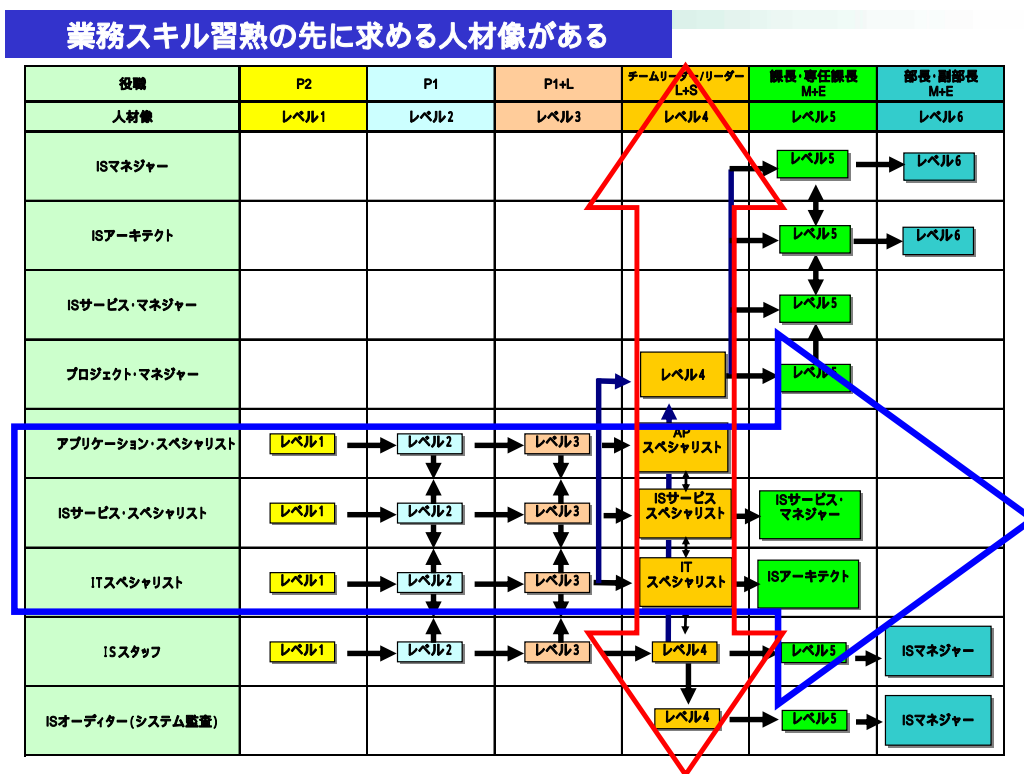 業務スキル習熟の先に求める人材像がある
役職
P2
P1
P1+L
チームリーダー/リーダー
L+S
課長・専任課長
M+E
部長・副部長
M+E
人材像
レベル1
レベル2
レベル3
レベル4
レベル5
レベル6
ISマネジャー
レベル5
レベル6
ISアーキテクト
レベル5
レベル6
ISサービス・マネジャー
レベル5
プロジェクト・マネジャー
レベル4
レベル5
アプリケーション・スペシャリスト
レベル1
レベル2
レベル3
AP
スペシャリスト
ISサービス・スペシャリスト
レベル1
レベル2
レベル3
ISサービス
スペシャリスト
ISサービス・
マネジャー
ITスペシャリスト
レベル1
レベル2
レベル3
IT
スペシャリスト
ISアーキテクト
ISスタッフ
レベル1
レベル2
レベル3
レベル4
レベル5
ISマネジャー
ISオーディター(システム監査)
レベル4
レベル5
ISマネジャー